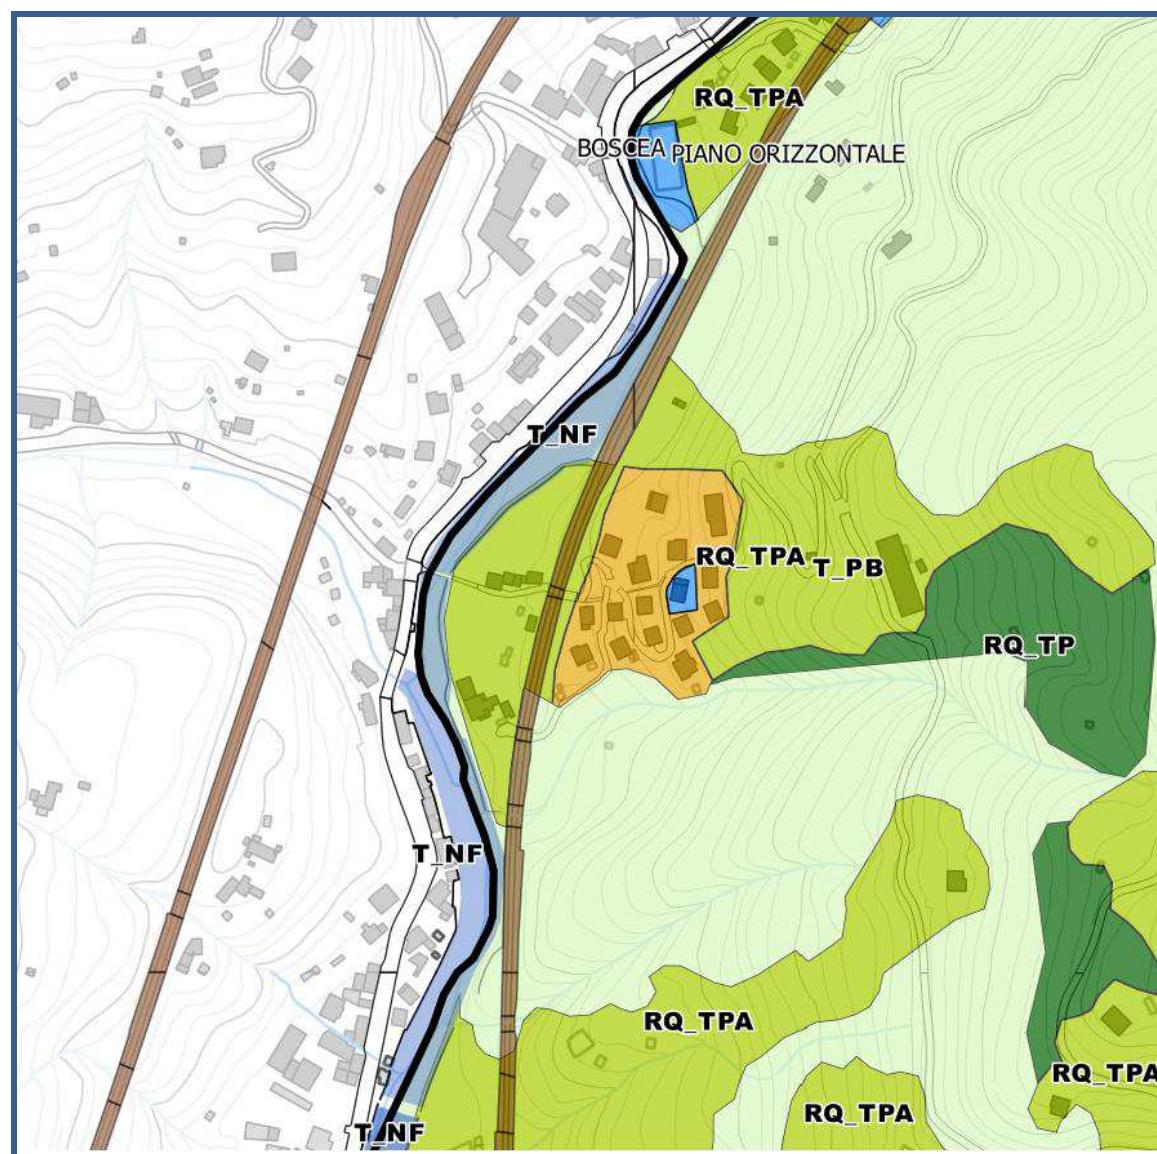 RQ_TPA
BOSCEA
PIANO ORIZZONTALE
T_NF
RQ_TPA
T_PB
RQ_TP
T_NF
RQ_TPA
RQ_TPA
RQ_TPA
T_NF